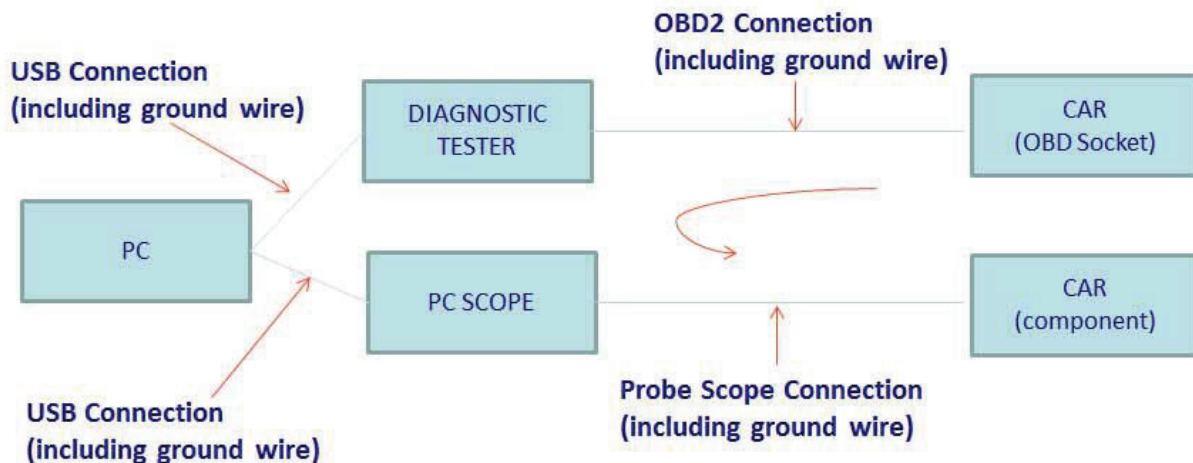 OBD2 Connection
(including ground wire)
USB Connection
(including ground wire)
DIAGNOSTIC
TESTER
CAR
(OBD Socket)
PC
PC SCOPE
CAR
(component)
Probe Scope Connection
(including ground wire)
USB Connection
(including ground wire)